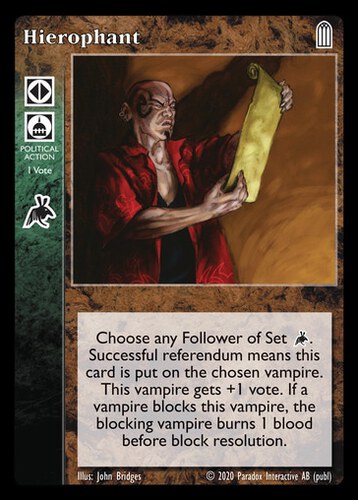 Hierophant
POLITICAL
ACTION
1 Vote
Choose any Follower of Set.
Successful referendum means this
card is put on the chosen vampire.
This vampire gets +1 vote. If a
vampire blocks this vampire, the
blocking vampire burns 1 blood
before block resolution.
Illus: John Bridges
© 2020 Paradox Interactive AB (publ)